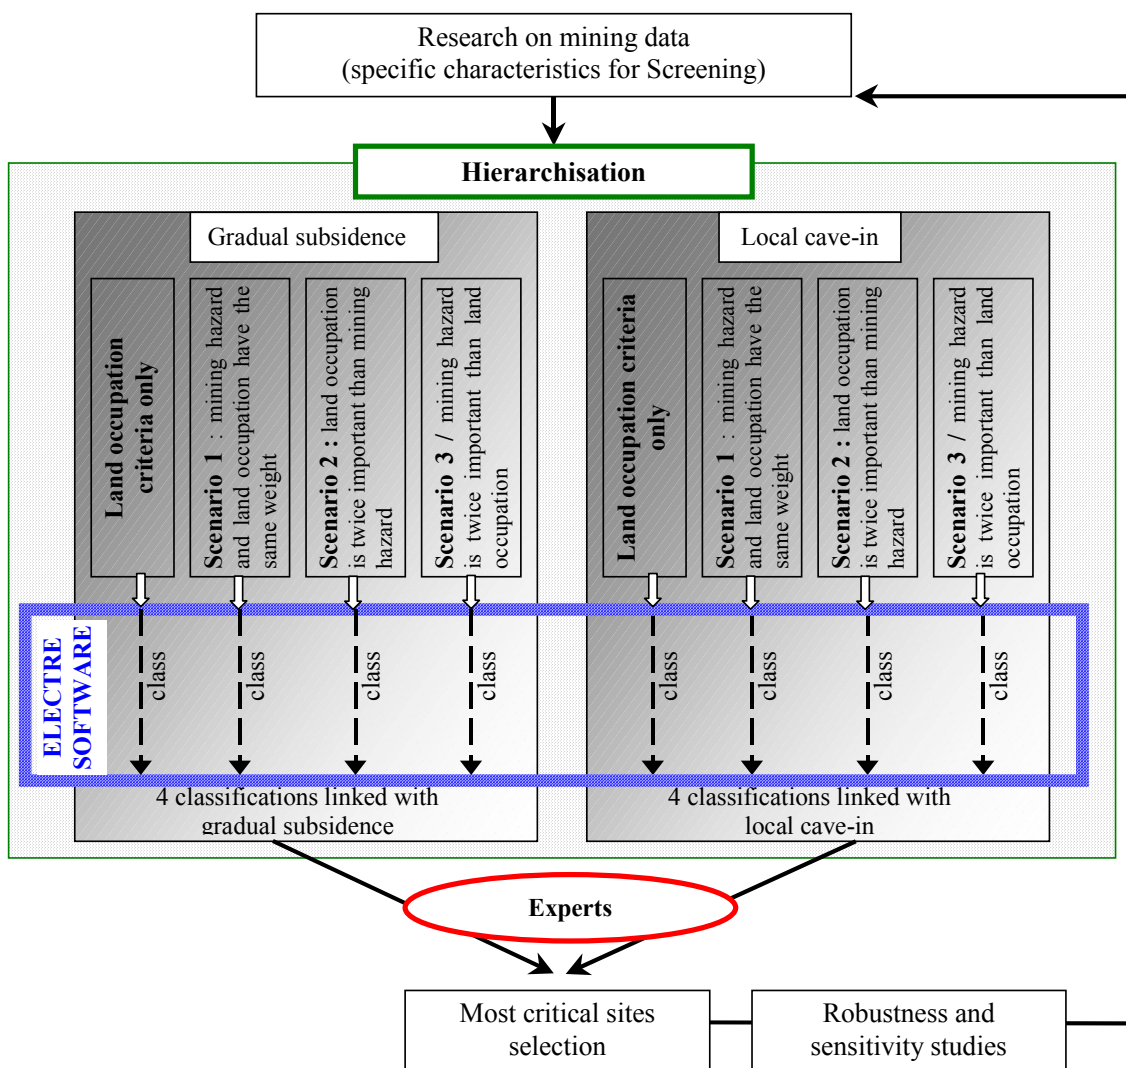 Research on mining data
(specific characteristics for Screening)
Hierarchisation
Gradual subsidence
Land occupation
criteria only
Scenario 1 : mining hazard
and land occupation have the
same weight
Scenario 2 : land occupation
is twice important than mining
hazard
Scenario 3 / mining hazard
is twice important than land
occupation
Local cave-in
Land occupation criteria
only
Scenario 1 : mining hazard
and land occupation have the
same weight
Scenario 2 : land occupation
is twice important than mining
hazard
Scenario 3 / mining hazard
is twice important than land
occupation
ELECTRE
SOFTWARE
class
class
class
class
class
class
class
class
4 classifications linked with
gradual subsidence
4 classifications linked with
local cave-in
Experts
Most critical sites
selection
Robustness and
sensitivity studies